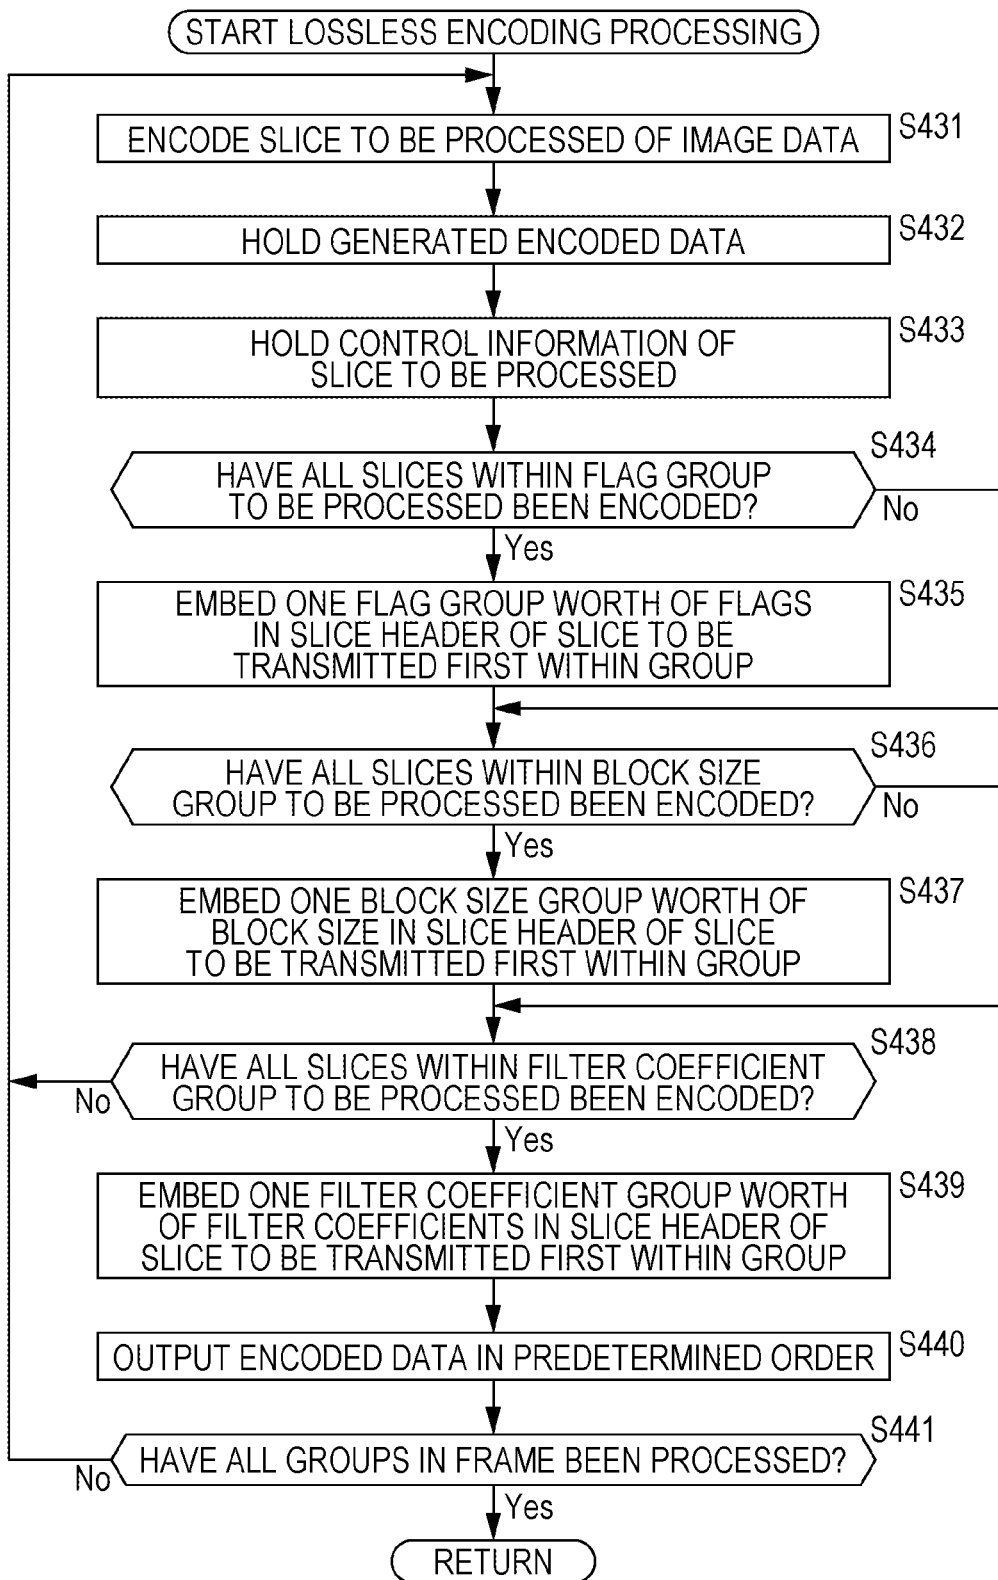 START LOSSLESS ENCODING PROCESSING
ENCODE SLICE TO BE PROCESSED OF IMAGE DATA
S431
HOLD GENERATED ENCODED DATA
S432
HOLD CONTROL INFORMATION OF
SLICE TO BE PROCESSED
S433
HAVE ALL SLICES WITHIN FLAG GROUP
TO BE PROCESSED BEEN ENCODED?
S434
No
Yes
EMBED ONE FLAG GROUP WORTH OF FLAGS
IN SLICE HEADER OF SLICE TO BE
TRANSMITTED FIRST WITHIN GROUP
S435
HAVE ALL SLICES WITHIN BLOCK SIZE
GROUP TO BE PROCESSED BEEN ENCODED?
S436
No
Yes
EMBED ONE BLOCK SIZE GROUP WORTH OF
BLOCK SIZE IN SLICE HEADER OF SLICE
TO BE TRANSMITTED FIRST WITHIN GROUP
S437
HAVE ALL SLICES WITHIN FILTER COEFFICIENT
GROUP TO BE PROCESSED BEEN ENCODED?
S438
No
Yes
EMBED ONE FILTER COEFFICIENT GROUP WORTH
OF FILTER COEFFICIENTS IN SLICE HEADER OF
SLICE TO BE TRANSMITTED FIRST WITHIN GROUP
S439
OUTPUT ENCODED DATA IN PREDETERMINED ORDER
S440
HAVE ALL GROUPS IN FRAME BEEN PROCESSED?
S441
No
Yes
RETURN